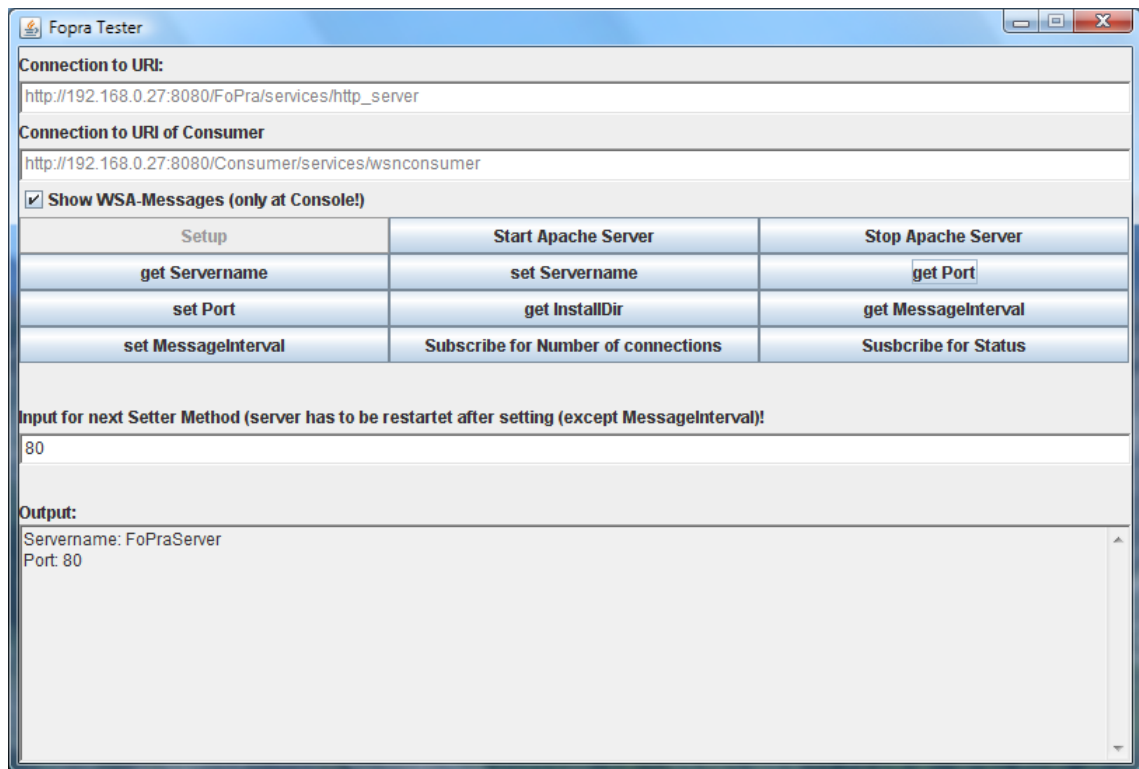 Fopra Tester
Connection to URI:
http://192.168.0.27:8080/FoPra/services/http_server
Connection to URI of Consumer
http://192.168.0.27:8080/Consumer/services/wsnconsumer
Show WSA-Messages (only at Console!)
Setup Start Apache Server Stop Apache Server
get Servername set Servername get Port
set Port get InstallDir get MessageInterval
set MessageInterval Subscribe for Number of connections Susbcribe for Status
Input for next Setter Method (server has to be restartet after setting (except MessageInterval)!
80
Output:
Servername: FoPraServer
Port: 80